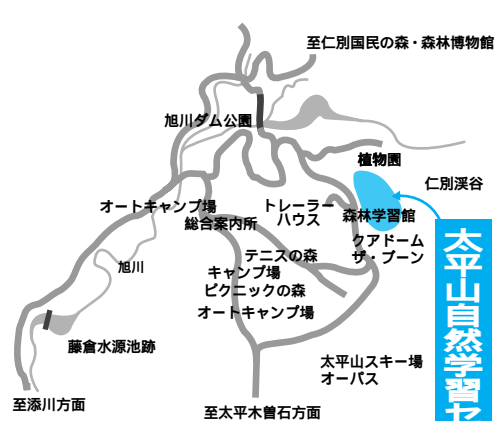 至仁別国民の森・森林博物館
旭川ダム公園
植物園
仁別渓谷
オートキャンプ場
総合案内所
トレーラー
ハウス
森林学習館
クアドーム
ザ・ブーン
旭川
テニスの森
キャンプ場
ピクニックの森
オートキャンプ場
藤倉水源池跡
太平山スキー場
オーパス
至添川方面
至太平木曽石方面
太平山自然学習セ